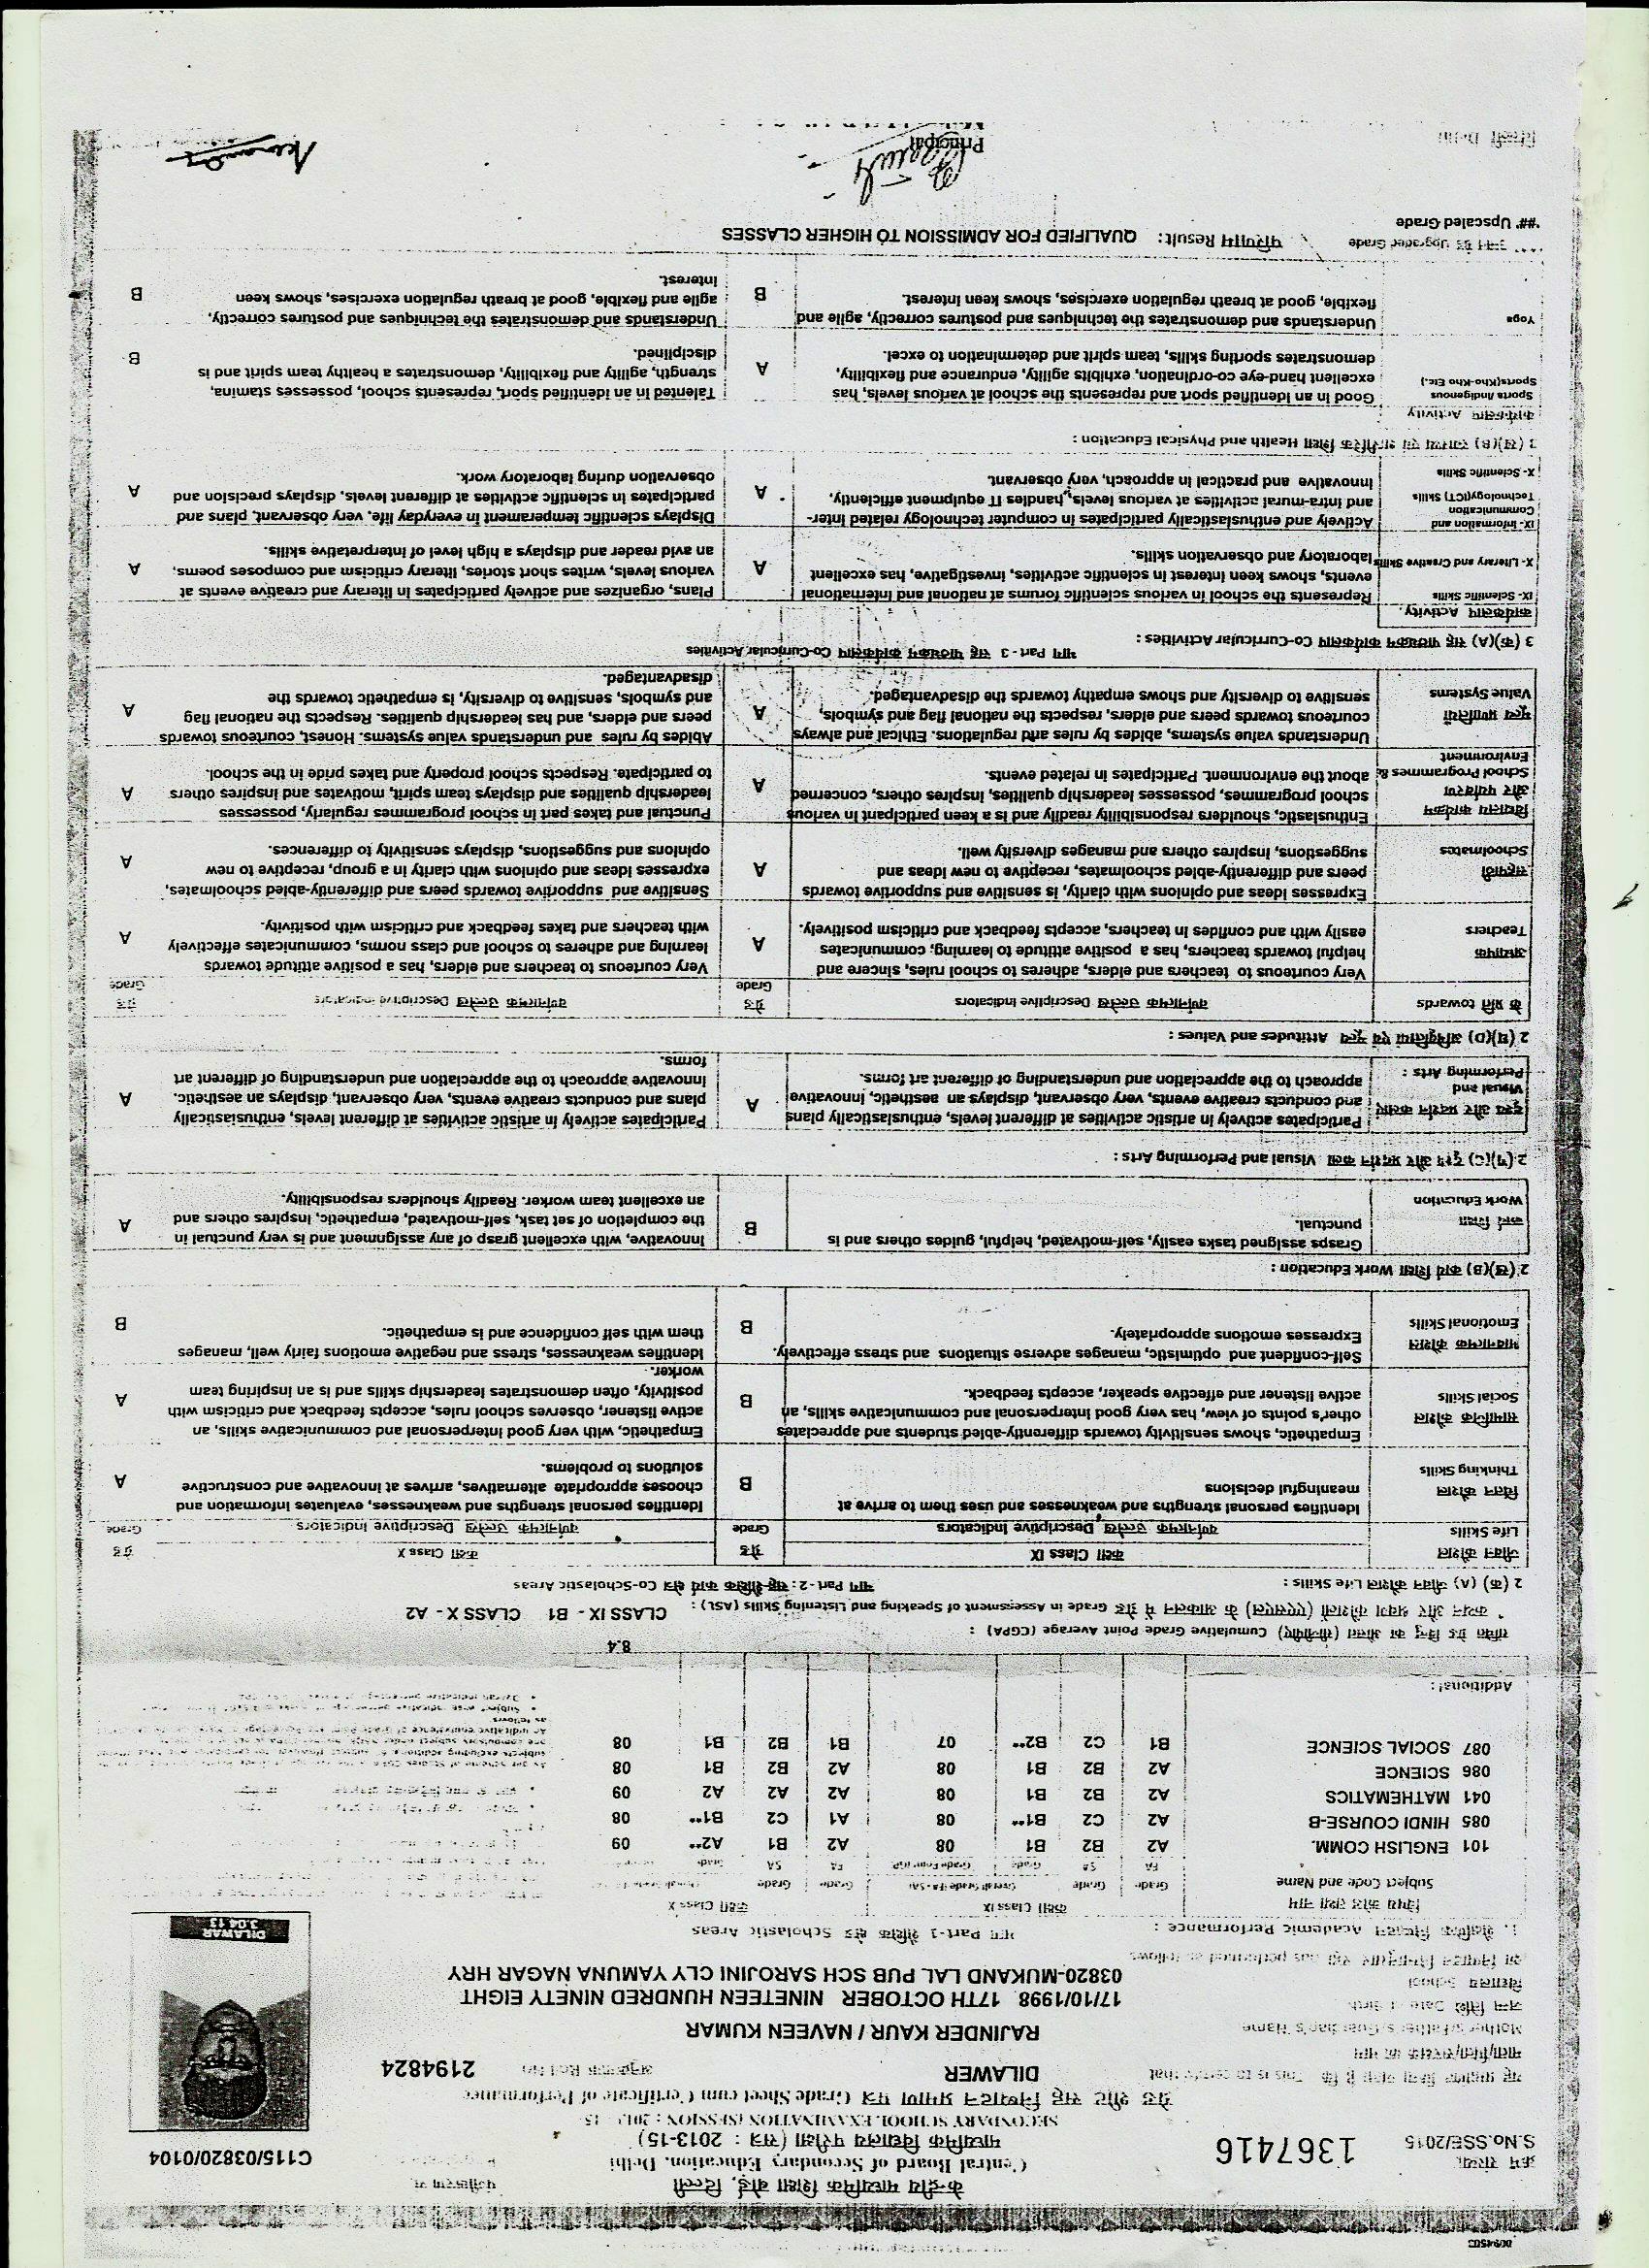 0094503
केन्द्रीय माध्यमिक शिक्षा बोर्ड, दिल्ली
पंजीकरण सं.
क्रम संख्या
Central Board of Secondary Education, Delhi
S.No.SSE/2015 1367416
C115/03820/0104
माध्यमिक विद्यालय परीक्षा (सत्र : 2013-15)
SECONDARY SCHOOL EXAMINATION (SESSION : 2013 - 15
ग्रेड शीट सह निष्पादन प्रमाण पत्र Grade Sheet cum Certificate of Performance
यह प्रमाणित किया जाता है कि This is to certify that DILAWER अनुक्रमांक Roll No 2194824
माता/पिता/संरक्षक का नाम
Mother's/Father's/Guardian's Name RAJINDER KAUR / NAVEEN KUMAR
जन्म तिथि Date of Birth 17/10/1998 17TH OCTOBER NINETEEN HUNDRED NINETY EIGHT
विद्यालय School 03820-MUKAND LAL PUB SCH SAROJINI CLY YAMUNA NAGAR HRY
का निष्पादन निम्नानुसार रहा has performed as follows
DILAWAR
3.04.13
1. शैक्षणिक निष्पादन Academic Performance : भाग Part-1 शैक्षिक क्षेत्र Scholastic Areas
विषय कोड तथा नाम कक्षा Class IX कक्षा Class X
Subject Code and Name Grade Grade Overall Grade (FA+SA) Grade Grade
FA SA Grade Grade Point (GP) FA SA Grade
101 ENGLISH COMM. A2 B2 B1 08 A2 B1 A2** 09
085 HINDI COURSE-B A2 C2 B1** 08 A1 C2 B1** 08
041 MATHEMATICS A2 B2 B1 08 A2 A2 A2 09
086 SCIENCE A2 B2 B1 08 A2 B2 B1 08
087 SOCIAL SCIENCE B1 C2 B2** 07 B1 B2 B1 08
as follows
Additional :
8.4
संचित ग्रेड बिन्दु का औसत (सीजीपीए) Cumulative Grade Point Average (CGPA) :
* कथन और श्रवण कौशलों (एएसएल) के आकलन में ग्रेड Grade in Assessment of Speaking and Listening Skills (ASL) : CLASS IX - B1 CLASS X - A2
2 (क) (A) जीवन कौशल Life Skills : भाग Part-2 : सह-शैक्षिक कार्य क्षेत्र Co-Scholastic Areas
जीवन कौशल कक्षा Class IX ग्रेड कक्षा Class X ग्रेड
Life Skills वर्णनात्मक उल्लेख Descriptive Indicators Grade वर्णनात्मक उल्लेख Descriptive Indicators Grade
चिंतन कौशल
Thinking Skills
Identifies personal strengths and weaknesses and uses them to arrive at
meaningful decisions
B
Identifies personal strengths and weaknesses, evaluates information and
chooses appropriate alternatives, arrives at innovative and constructive
solutions to problems.
A
सामाजिक कौशल
Social Skills
Empathetic, shows sensitivity towards differently-abled students and appreciates
other's points of view, has very good interpersonal and communicative skills, an
active listener and effective speaker, accepts feedback.
B
Empathetic, with very good interpersonal and communicative skills, an
active listener, observes school rules, accepts feedback and criticism with
positivity, often demonstrates leadership skills and is an inspiring team
worker.
A
भावनात्मक कौशल
Emotional Skills
Self-confident and optimistic, manages adverse situations and stress effectively.
Expresses emotions appropriately.
B
Identifies weaknesses, stress and negative emotions fairly well, manages
them with self confidence and is empathetic.
B
2 (ख)(B) कार्य शिक्षा Work Education :
कार्य शिक्षा
Work Education
Grasps assigned tasks easily, self-motivated, helpful, guides others and is
punctual.
B
Innovative, with excellent grasp of any assignment and is very punctual in
the completion of set task, self-motivated, empathetic, inspires others and
an excellent team worker. Readily shoulders responsibility.
A
2 (ग)(C) दृश्य और प्रदर्शन कला Visual and Performing Arts :
दृश्य और प्रदर्शन कलाएं
Visual and
Performing Arts :
Participates actively in artistic activities at different levels, enthusiastically plans
and conducts creative events, very observant, displays an aesthetic, innovative
approach to the appreciation and understanding of different art forms.
A
Participates actively in artistic activities at different levels, enthusiastically
plans and conducts creative events, very observant, displays an aesthetic.
Innovative approach to the appreciation and understanding of different art
forms.
A
2 (घ)(D) अभिवृत्तियां एवं मूल्य Attitudes and Values :
के प्रति towards वर्णनात्मक उल्लेख Descriptive Indicators ग्रेड वर्णनात्मक उल्लेख Descriptive Indicators ग्रेड
Grade Grade
अध्यापक
Teachers
Very courteous to teachers and elders, adheres to school rules, sincere and
helpful towards teachers, has a positive attitude to learning, communicates
easily with and confides in teachers, accepts feedback and criticism positively.
A
Very courteous to teachers and elders, has a positive attitude towards
learning and adheres to school and class norms, communicates effectively
with teachers and takes feedback and criticism with positivity.
A
सहपाठी
Schoolmates
Expresses ideas and opinions with clarity, is sensitive and supportive towards
peers and differently-abled schoolmates, receptive to new ideas and
suggestions, inspires others and manages diversity well.
A
Sensitive and supportive towards peers and differently-abled schoolmates,
expresses ideas and opinions with clarity in a group, receptive to new
opinions and suggestions, displays sensitivity to differences.
A
विद्यालय कार्यक्रम
और पर्यावरण
School Programmes &
Environment
Enthusiastic, shoulders responsibility readily and is a keen participant in various
school programmes, possesses leadership qualities, inspires others, concerned
about the environment. Participates in related events.
A
Punctual and takes part in school programmes regularly, possesses
leadership qualities and displays team spirit, motivates and inspires others
to participate. Respects school property and takes pride in the school.
A
मूल्य प्रणालियाँ
Value Systems
Understands value systems, abides by rules and regulations. Ethical and always
courteous towards peers and elders, respects the national flag and symbols,
sensitive to diversity and shows empathy towards the disadvantaged.
A
Abides by rules and understands value systems. Honest, courteous towards
peers and elders, and has leadership qualities. Respects the national flag
and symbols, sensitive to diversity, is empathetic towards the
disadvantaged.
A
भाग Part - 3 सह पाठ्यक्रम कार्यकलाप Co-Curricular Activities
3 (क)(A) सह पाठ्यक्रम कार्यकलाप Co-Curricular Activities :
कार्यकलाप Activity
IX- Scientific Skills
X- Literary and Creative Skills
Represents the school in various scientific forums at national and international
events, shows keen interest in scientific activities, investigative, has excellent
laboratory and observation skills.
A
Plans, organizes and actively participates in literary and creative events at
various levels, writes short stories, literary criticism and composes poems,
an avid reader and displays a high level of interpretative skills.
A
IX- Information and
Communication
Technology(ICT) Skills
X- Scientific Skills
Actively and enthusiastically participates in computer technology related inter-
and intra-mural activities at various levels, handles IT equipment efficiently,
innovative and practical in approach, very observant.
A
Displays scientific temperament in everyday life, very observant, plans and
participates in scientific activities at different levels, displays precision and
observation during laboratory work.
A
3 (ख)(B) स्वास्थ्य एवं शारीरिक शिक्षा Health and Physical Education :
कार्यकलाप Activity
Sports /Indigenous
Sports(Kho-Kho Etc.)
Good in an identified sport and represents the school at various levels, has
excellent hand-eye co-ordination, exhibits agility, endurance and flexibility,
demonstrates sporting skills, team spirit and determination to excel.
A
Talented in an identified sport, represents school, possesses stamina,
strength, agility and flexibility, demonstrates a healthy team spirit and is
disciplined.
B
Yoga
Understands and demonstrates the techniques and postures correctly, agile and
flexible, good at breath regulation exercises, shows keen interest.
B
Understands and demonstrates the techniques and postures correctly,
agile and flexible, good at breath regulation exercises, shows keen
interest.
B
उन्नत ग्रेड Upgraded Grade परिणाम Result : QUALIFIED FOR ADMISSION TO HIGHER CLASSES
'##' Upscaled Grade
Principal
दिल्ली Delhi